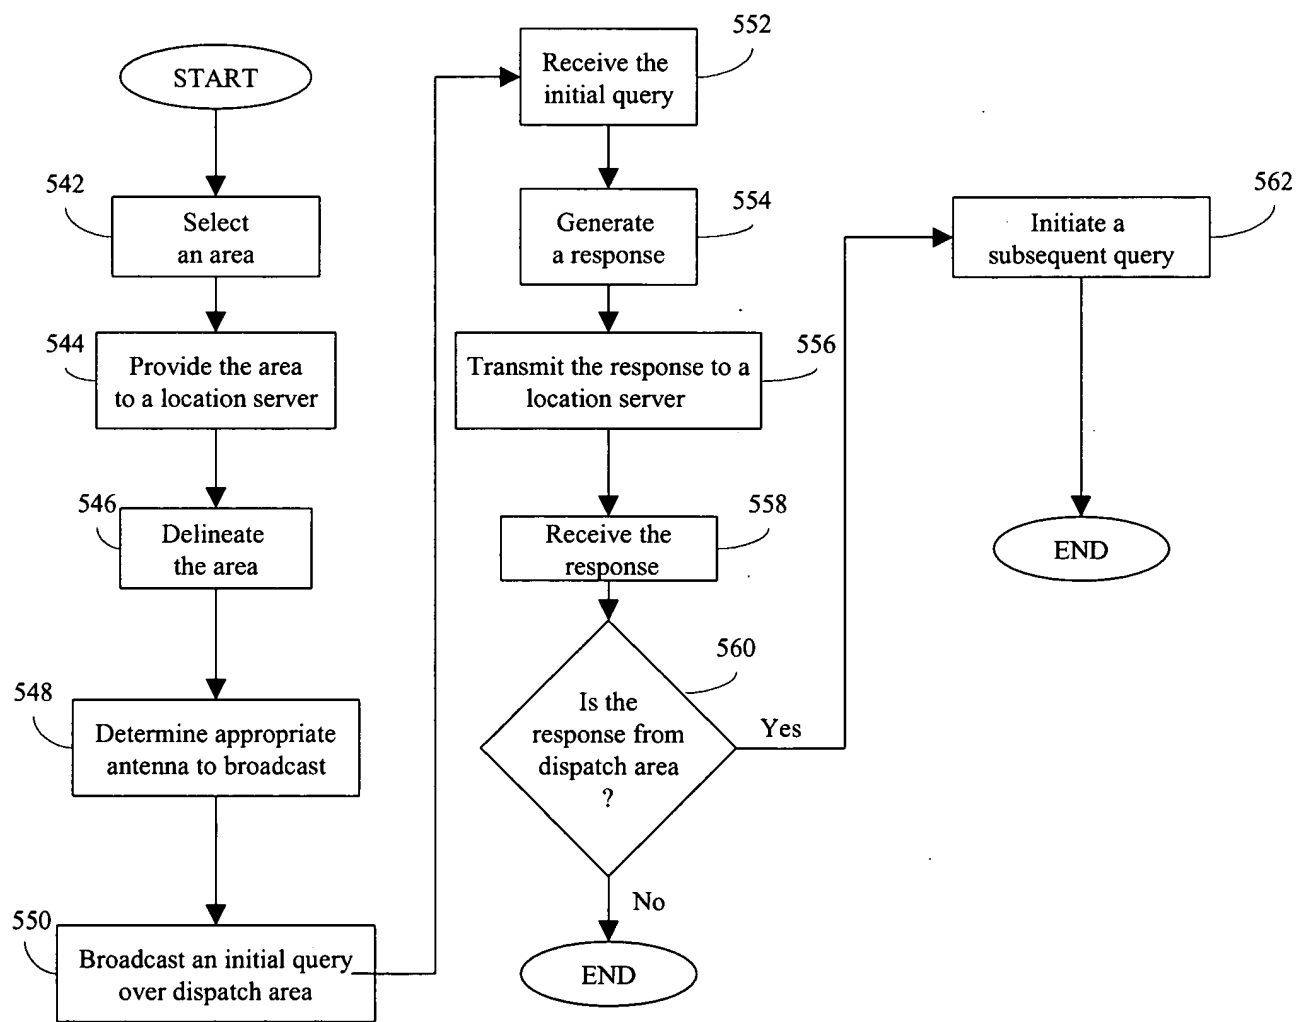 START
542
Select
an area
544
Provide the area
to a location server
546
Delineate
the area
548
Determine appropriate
antenna to broadcast
550
Broadcast an initial query
over dispatch area
552
Receive the
initial query
554
Generate
a response
556
Transmit the response to a
location server
558
Receive the
response
560
Is the
response from
dispatch area
?
Yes
No
END
562
Initiate a
subsequent query
END